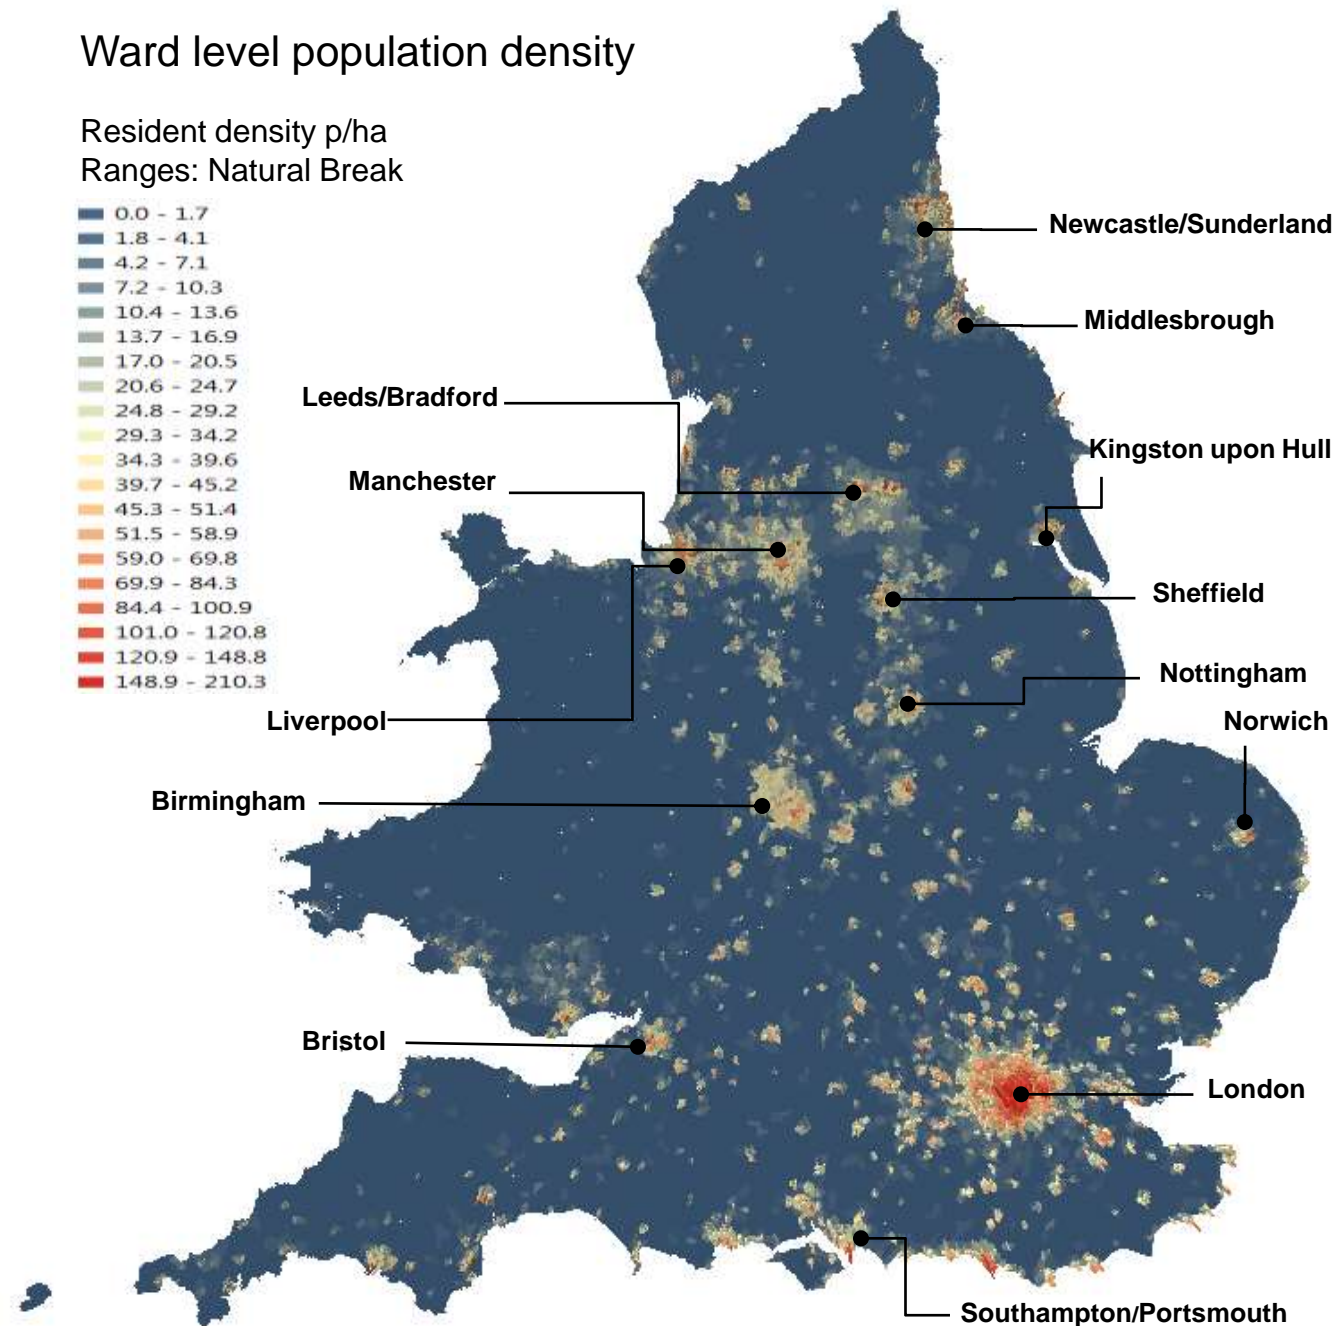 Ward level population density
Resident density p/ha
Ranges: Natural Break
0.0 - 1.7
1.8 - 4.1
4.2 - 7.1
7.2 - 10.3
10.4 - 13.6
13.7 - 16.9
17.0 - 20.5
20.6 - 24.7
24.8 - 29.2
29.3 - 34.2
34.3 - 39.6
39.7 - 45.2
45.3 - 51.4
51.5 - 58.9
59.0 - 69.8
69.9 - 84.3
84.4 - 100.9
101.0 - 120.8
120.9 - 148.8
148.9 - 210.3
Newcastle/Sunderland
Middlesbrough
Leeds/Bradford
Kingston upon Hull
Manchester
Sheffield
Nottingham
Liverpool
Norwich
Birmingham
Bristol
London
Southampton/Portsmouth